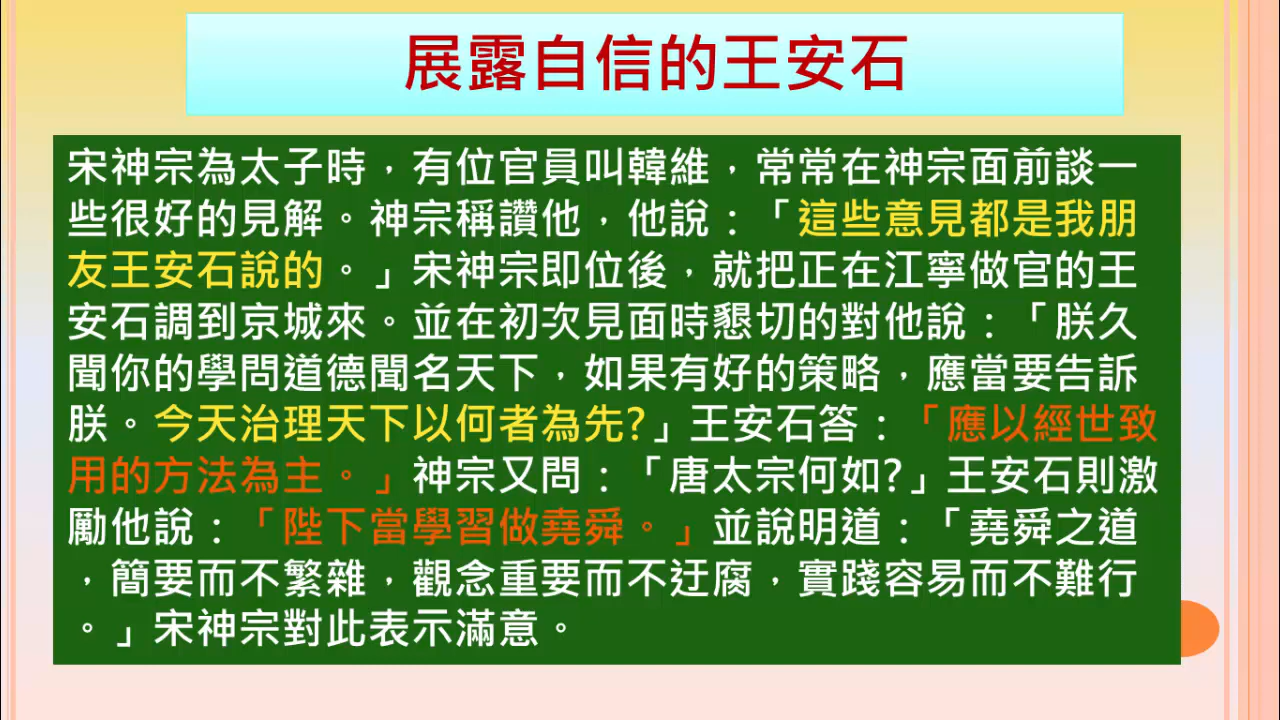 展露自信的王安石
宋神宗為太子時，有位官員叫韓維，常常在神宗面前談一
些很好的見解。神宗稱讚他，他說：「這些意見都是我朋
友王安石說的。」宋神宗即位後，就把正在江寧做官的王
安石調到京城來。並在初次見面時懇切的對他說：「朕久
聞你的學問道德聞名天下，如果有好的策略，應當要告訴
朕。今天治理天下以何者為先?」王安石答：「應以經世致
用的方法為主。」神宗又問：「唐太宗何如?」王安石則激
勵他說：「陛下當學習做堯舜。」並說明道：「堯舜之道
，簡要而不繁雜，觀念重要而不迂腐，實踐容易而不難行
。」宋神宗對此表示滿意。